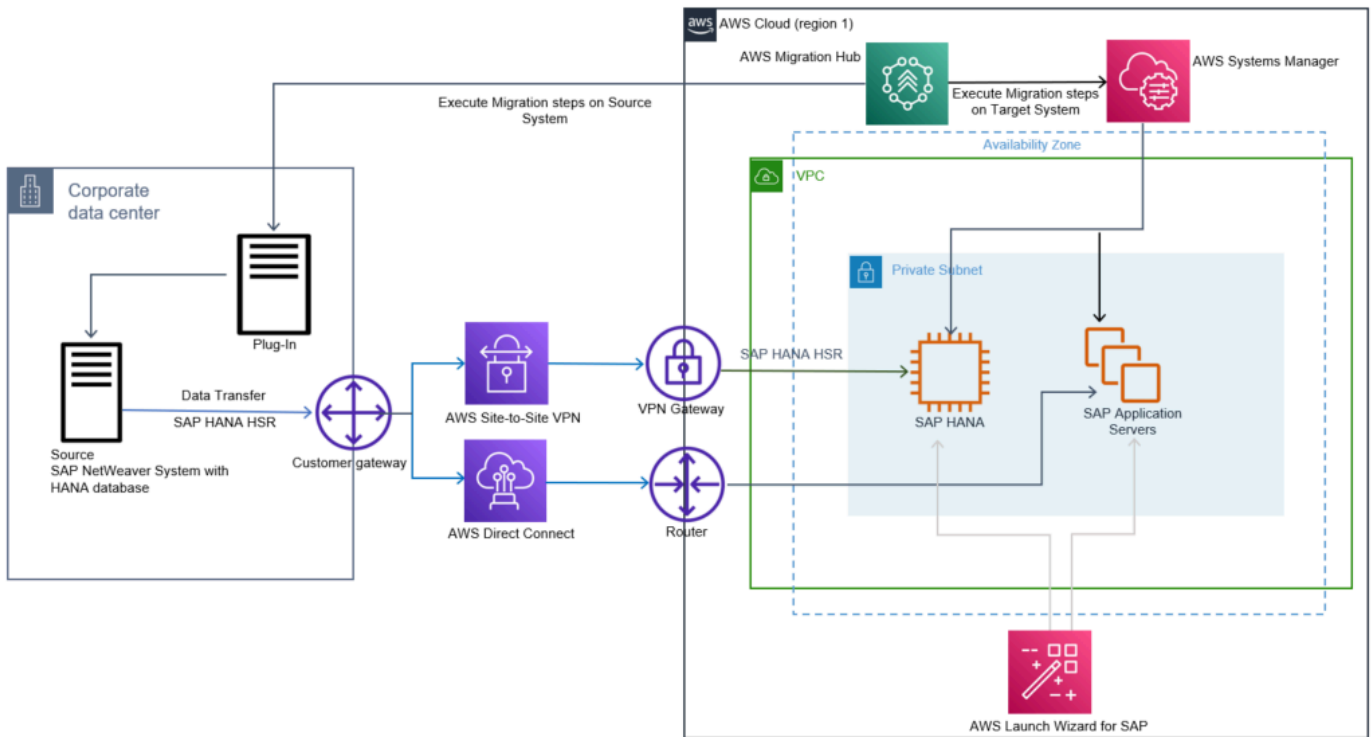 aws
AWS Cloud (region 1)
AWS Migration Hub
AWS Systems Manager
Execute Migration steps on Source
System
Execute Migration steps
on Target System
Availability Zone
VPC
Corporate
data center
Private Subnet
Plug-In
Data Transfer
SAP HANA HSR
Source
SAP NetWeaver System with
HANA database
Customer gateway
AWS Site-to-Site VPN
AWS Direct Connect
VPN Gateway
Router
SAP HANA HSR
SAP HANA
SAP Application
Servers
AWS Launch Wizard for SAP